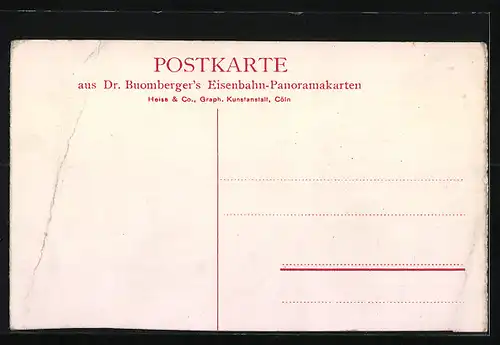 POSTKARTE
aus Dr. Buomberger's Eisenbahn-Panoramakarten
Heiss & Co., Graph. Kunstanstalt, Cöln